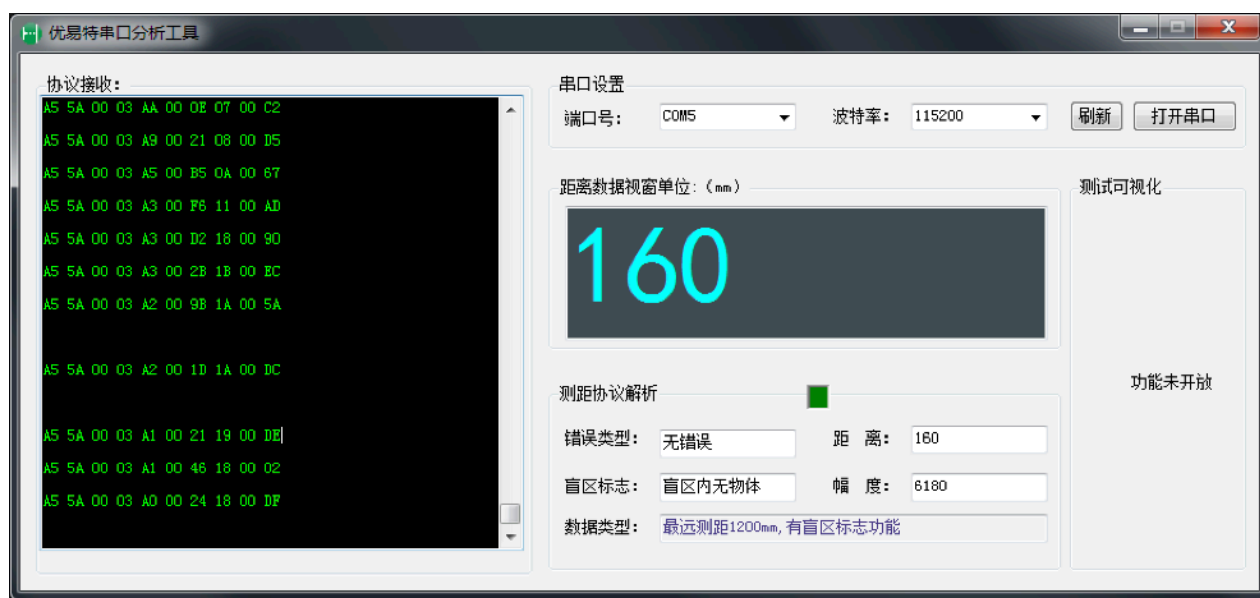 优易特串口分析工具
协议接收:
A5 5A 00 03 AA 00 0E 07 00 C2
A5 5A 00 03 A9 00 21 08 00 D5
A5 5A 00 03 A5 00 B5 0A 00 67
A5 5A 00 03 A3 00 F6 11 00 AD
A5 5A 00 03 A3 00 D2 18 00 90
A5 5A 00 03 A3 00 2B 1B 00 EC
A5 5A 00 03 A2 00 9B 1A 00 5A
A5 5A 00 03 A2 00 1D 1A 00 DC
A5 5A 00 03 A1 00 21 19 00 DE
A5 5A 00 03 A1 00 46 18 00 02
A5 5A 00 03 A0 00 24 18 00 DF
串口设置
端口号: COM5 波特率: 115200 刷新 打开串口
距离数据视窗单位:(mm)
160
测试可视化
功能未开放
测距协议解析
错误类型: 无错误 距 离: 160
盲区标志: 盲区内无物体 幅 度: 6180
数据类型: 最远测距1200mm,有盲区标志功能